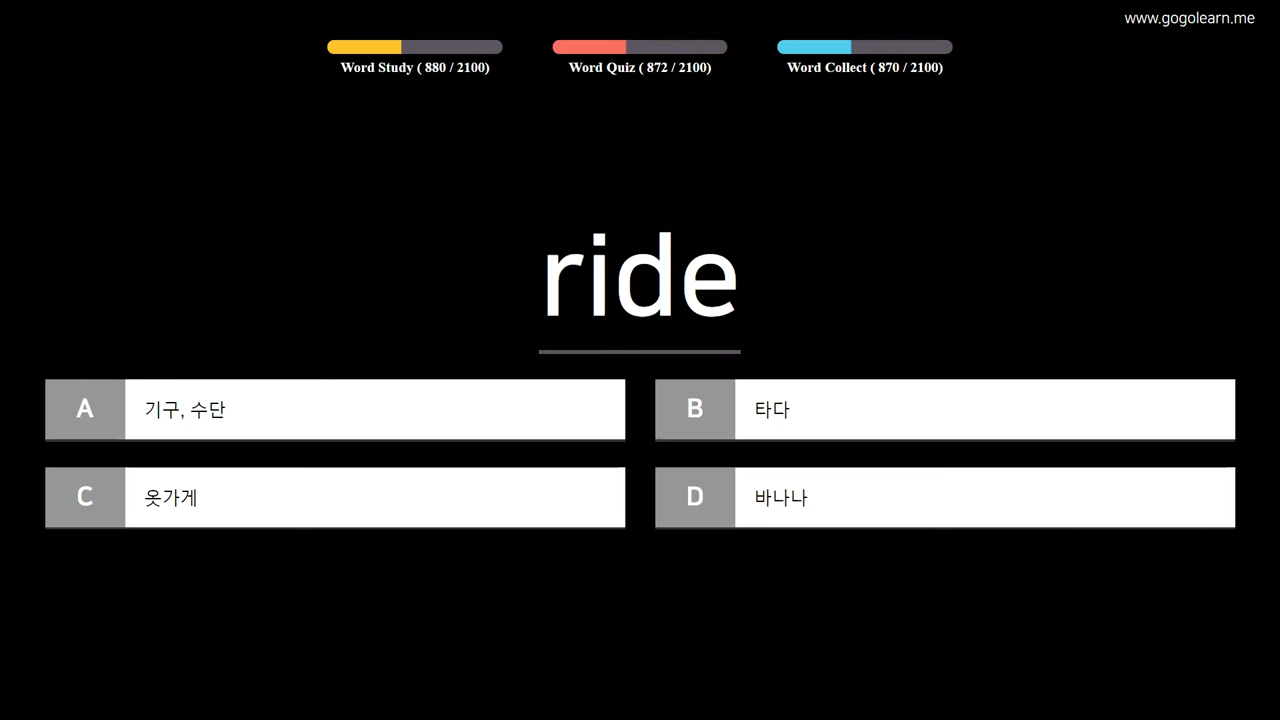 www.gogolearn.me
Word Study ( 880 / 2100)
Word Quiz ( 872 / 2100)
Word Collect ( 870 / 2100)
ride
A 기구, 수단
B 타다
C 옷가게
D 바나나